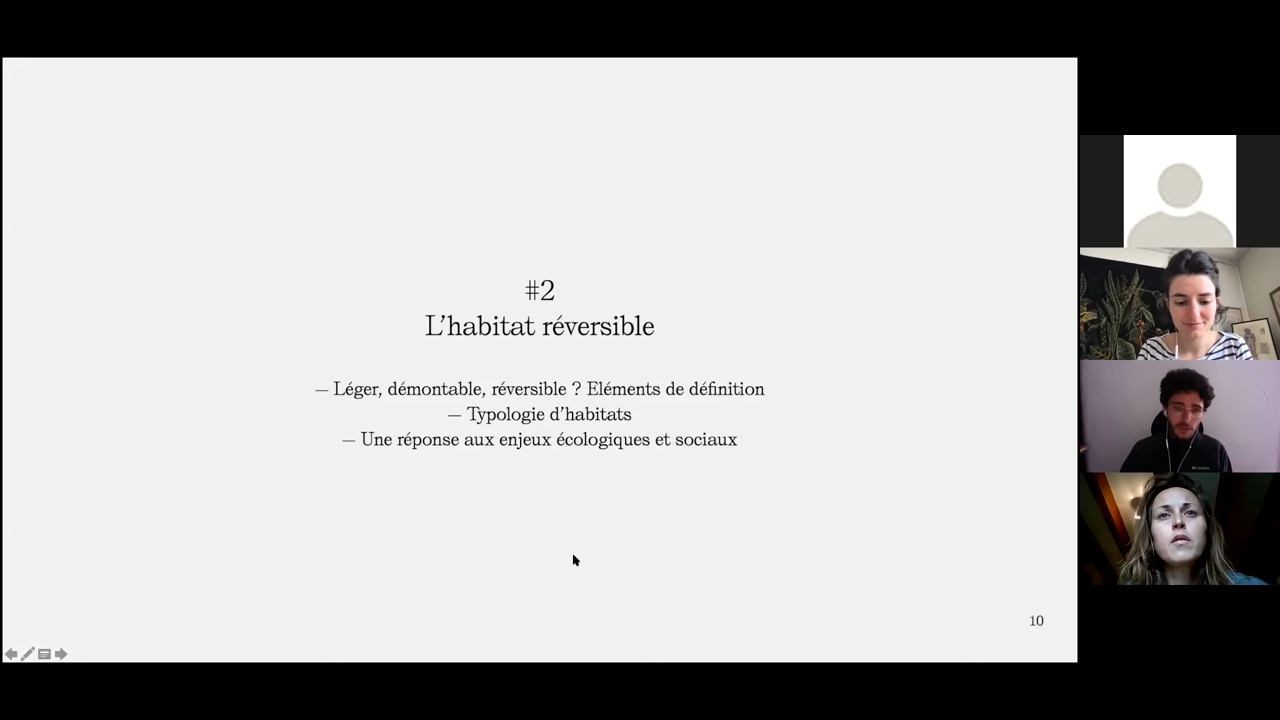 #2
L'habitat réversible
— Léger, démontable, réversible ? Eléments de définition
— Typologie d'habitats
— Une réponse aux enjeux écologiques et sociaux
10